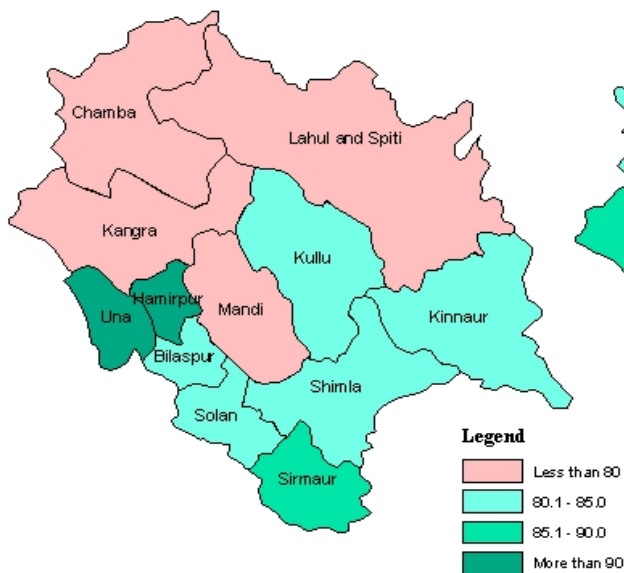 Chamba
Lahul and Spiti
Kangra
Kullu
Hamirpur
Una
Mandi
Kinnaur
Bilaspur
Shimla
Solan
Sirmaur
Legend
Less than 80
80.1 - 85.0
85.1 - 90.0
More than 90